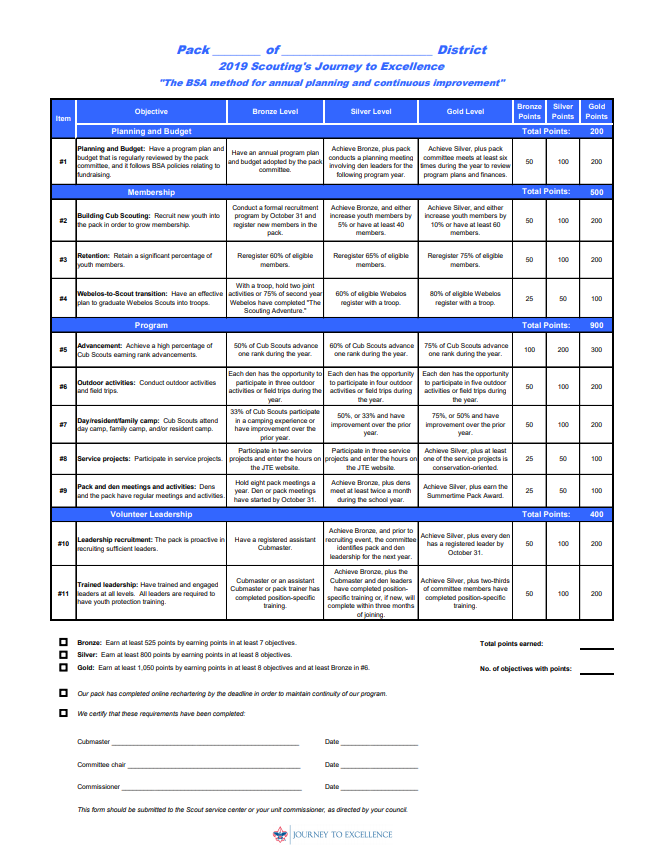 Pack _______ of ______________________ District
2019 Scouting's Journey to Excellence
"The BSA method for annual planning and continuous improvement"
Item Objective Bronze Level Silver Level Gold Level Bronze Points Silver Points Gold Points
Planning and Budget Total Points: 200
#1
Planning and Budget: Have a program plan and
budget that is regularly reviewed by the pack
committee, and it follows BSA policies relating to
fundraising.
Have an annual program plan
and budget adopted by the pack
committee.
Achieve Bronze, plus pack
conducts a planning meeting
involving den leaders for the
following program year.
Achieve Silver, plus pack
committee meets at least six
times during the year to review
program plans and finances.
50 100 200
Membership Total Points: 500
#2
Building Cub Scouting: Recruit new youth into
the pack in order to grow membership.
Conduct a formal recruitment
program by October 31 and
register new members in the
pack.
Achieve Bronze, and either
increase youth members by
5% or have at least 40
members.
Achieve Silver, and either
increase youth members by
10% or have at least 60
members.
50 100 200
#3
Retention: Retain a significant percentage of
youth members.
Reregister 60% of eligible
members.
Reregister 65% of eligible
members.
Reregister 75% of eligible
members.
50 100 200
#4
Webelos-to-Scout transition: Have an effective
plan to graduate Webelos Scouts into troops.
With a troop, hold two joint
activities or 75% of second year
Webelos have completed "The
Scouting Adventure."
60% of eligible Webelos
register with a troop.
80% of eligible Webelos
register with a troop.
25 50 100
Program Total Points: 900
#5
Advancement: Achieve a high percentage of
Cub Scouts earning rank advancements.
50% of Cub Scouts advance
one rank during the year.
60% of Cub Scouts advance
one rank during the year.
75% of Cub Scouts advance
one rank during the year.
100 200 300
#6
Outdoor activities: Conduct outdoor activities
and field trips.
Each den has the opportunity to
participate in three outdoor
activities or field trips during the
year.
Each den has the opportunity
to participate in four outdoor
activities or field trips during
the year.
Each den has the opportunity
to participate in five outdoor
activities or field trips during
the year.
50 100 200
#7
Day/resident/family camp: Cub Scouts attend
day camp, family camp, and/or resident camp.
33% of Cub Scouts participate
in a camping experience or
have improvement over the
prior year.
50%, or 33% and have
improvement over the prior
year.
75%, or 50% and have
improvement over the prior
year.
50 100 200
#8
Service projects: Participate in service projects.
Participate in two service
projects and enter the hours on
the JTE website.
Participate in three service
projects and enter the hours on
the JTE website.
Achieve Silver, plus at least
one of the service projects is
conservation-oriented.
25 50 100
#9
Pack and den meetings and activities: Dens
and the pack have regular meetings and activities.
Hold eight pack meetings a
year. Den or pack meetings
have started by October 31.
Achieve Bronze, plus dens
meet at least twice a month
during the school year.
Achieve Silver, plus earn the
Summertime Pack Award.
25 50 100
Volunteer Leadership Total Points: 400
#10
Leadership recruitment: The pack is proactive in
recruiting sufficient leaders.
Have a registered assistant
Cubmaster.
Achieve Bronze, and prior to
recruiting event, the committee
identifies pack and den
leadership for the next year.
Achieve Silver, plus every den
has a registered leader by
October 31.
50 100 200
#11
Trained leadership: Have trained and engaged
leaders at all levels. All leaders are required to
have youth protection training.
Cubmaster or an assistant
Cubmaster or pack trainer has
completed position-specific
training.
Achieve Bronze, plus the
Cubmaster and den leaders
have completed position-
specific training or, if new, will
complete within three months
of joining.
Achieve Silver, plus two-thirds
of committee members have
completed position-specific
training.
50 100 200
Bronze: Earn at least 525 points by earning points in at least 7 objectives.
Total points earned:
Silver: Earn at least 800 points by earning points in at least 8 objectives.
Gold: Earn at least 1,050 points by earning points in at least 8 objectives and at least Bronze in #6.
No. of objectives with points:
Our pack has completed online rechartering by the deadline in order to maintain continuity of our program.
We certify that these requirements have been completed:
Cubmaster ____________________ Date ____________________
Committee chair ____________________ Date ____________________
Commissioner ____________________ Date ____________________
This form should be submitted to the Scout service center or your unit commissioner, as directed by your council.
JOURNEY TO EXCELLENCE